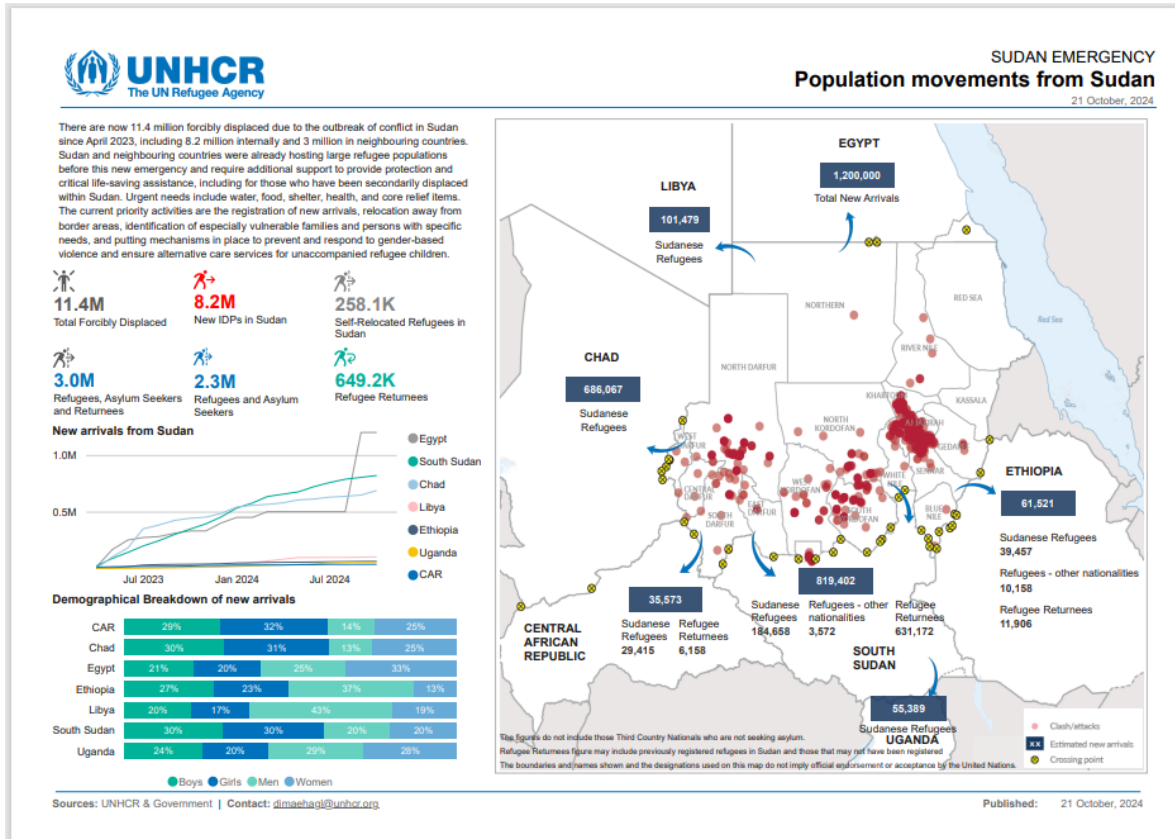 UNHCR
The UN Refugee Agency
SUDAN EMERGENCY
Population movements from Sudan
21 October, 2024
There are now 11.4 million forcibly displaced due to the outbreak of conflict in Sudan
since April 2023, including 8.2 million internally and 3 million in neighbouring countries.
Sudan and neighbouring countries were already hosting large refugee populations
before this new emergency and require additional support to provide protection and
critical life-saving assistance, including for those who have been secondarily displaced
within Sudan. Urgent needs include water, food, shelter, health, and core relief items.
The current priority activities are the registration of new arrivals, relocation away from
border areas, identification of especially vulnerable families and persons with specific
needs, and putting mechanisms in place to prevent and respond to gender-based
violence and ensure alternative care services for unaccompanied refugee children.
11.4M
Total Forcibly Displaced
8.2M
New IDPs in Sudan
258.1K
Self-Relocated Refugees in
Sudan
3.0M
Refugees, Asylum Seekers
and Returnees
2.3M
Refugees and Asylum
Seekers
649.2K
Refugee Returnees
New arrivals from Sudan
1.0M
0.5M
Jul 2023
Jan 2024
Jul 2024
Egypt
South Sudan
Chad
Libya
Ethiopia
Uganda
CAR
Demographical Breakdown of new arrivals
CAR 29% 32% 14% 25%
Chad 30% 31% 13% 25%
Egypt 21% 20% 25% 33%
Ethiopia 27% 23% 37% 13%
Libya 20% 17% 43% 19%
South Sudan 30% 30% 20% 20%
Uganda 24% 20% 29% 28%
Boys Girls Men Women
EGYPT
1,200,000
Total New Arrivals
LIBYA
101,479
Sudanese
Refugees
NORTHERN
RED SEA
Red Sea
RIVER NILE
CHAD
686,067
Sudanese
Refugees
NORTH DARFUR
KASSALA
NORTH
KORDOFAN
WEST
DARFUR
CENTRAL
DARFUR
SOUTH
DARFUR
EAST
DARFUR
WEST
KORDOFAN
SOUTH
KORDOFAN
WHITE
NILE
SENNAR
BLUE
NILE
ETHIOPIA
61,521
Sudanese Refugees
39,457
Refugees - other nationalities
10,158
Refugee Returnees
11,906
35,573
Sudanese
Refugees
29,415
Refugee
Returnees
6,158
CENTRAL
AFRICAN
REPUBLIC
819,402
Sudanese
Refugees
184,658
Refugees - other
nationalities
3,572
Refugee
Returnees
631,172
SOUTH
SUDAN
55,389
Sudanese Refugees
UGANDA
Clash/attacks
XX Estimated new arrivals
Crossing point
The figures do not include those Third Country Nationals who are not seeking asylum.
Refugee Returnees figure may include previously registered refugees in Sudan and those that may not have been registered
The boundaries and names shown and the designations used on this map do not imply official endorsement or acceptance by the United Nations.
Sources: UNHCR & Government | Contact: dimaehagl@unhcr.org
Published: 21 October, 2024